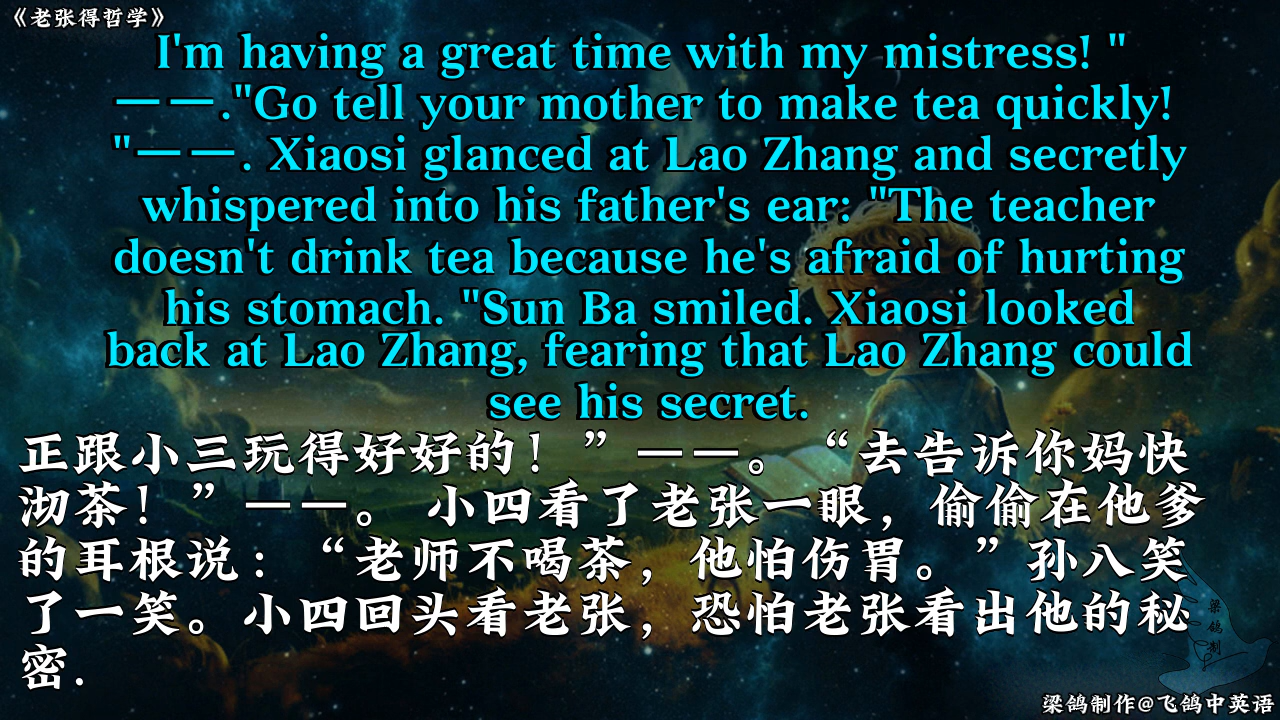 《老张得哲学》
I'm having a great time with my mistress! "
——."Go tell your mother to make tea quickly!
"——. Xiaosi glanced at Lao Zhang and secretly
whispered into his father's ear: "The teacher
doesn't drink tea because he's afraid of hurting
his stomach. "Sun Ba smiled. Xiaosi looked
back at Lao Zhang, fearing that Lao Zhang could
see his secret.
正跟小三玩得好好的！”——。“去告诉你妈快
沏茶！”——。 小四看了老张一眼，偷偷在他爹
的耳根说：“老师不喝茶，他怕伤胃。”孙八笑
了一笑。小四回头看老张，恐怕老张看出他的秘
密.
梁
鸽
制
梁鸽制作@飞鸽中英语